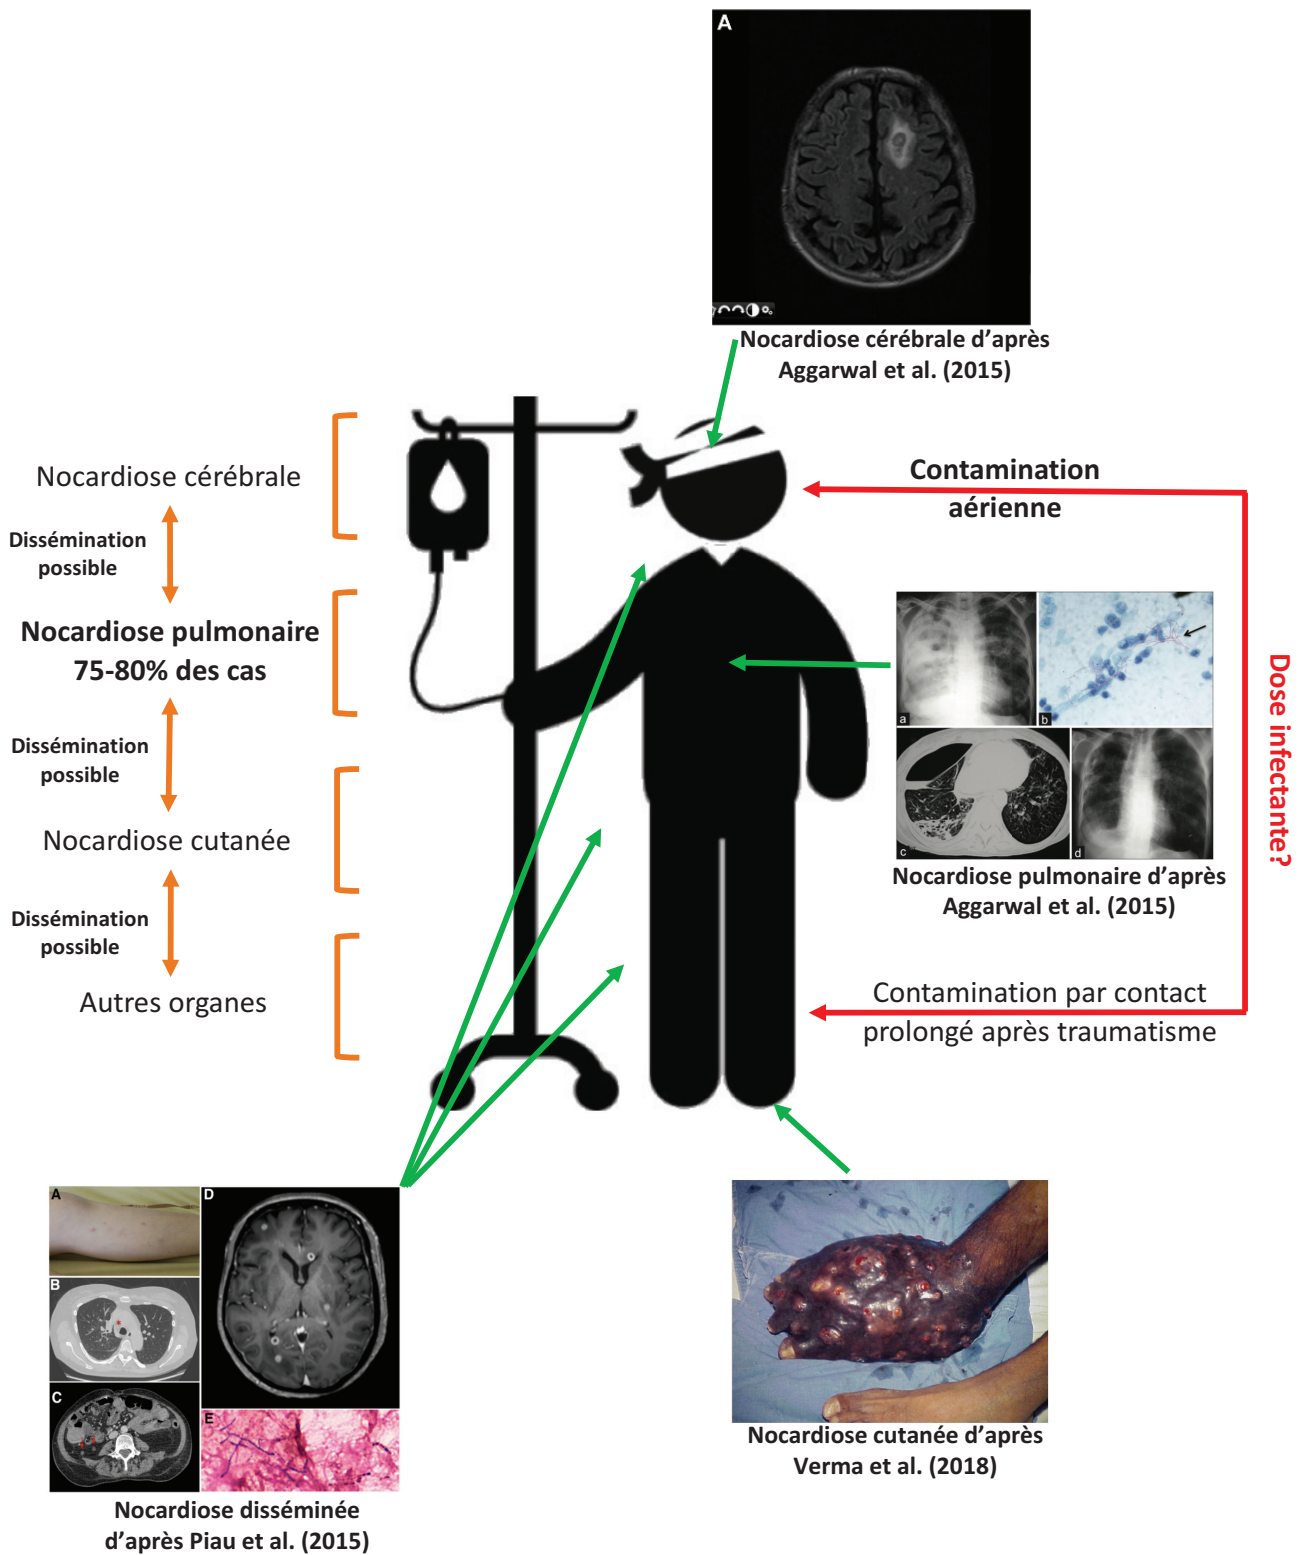 A
Nocardiose cérébrale d’après
Aggarwal et al. (2015)
Nocardiose cérébrale
Dissémination
possible
Nocardiose pulmonaire
75-80% des cas
Dissémination
possible
Nocardiose cutanée
Dissémination
possible
Autres organes
Contamination
aérienne
a
b
c
d
Nocardiose pulmonaire d’après
Aggarwal et al. (2015)
Dose infectante?
Contamination par contact
prolongé après traumatisme
A
B
C
D
E
Nocardiose disséminée
d’après Piau et al. (2015)
Nocardiose cutanée d’après
Verma et al. (2018)